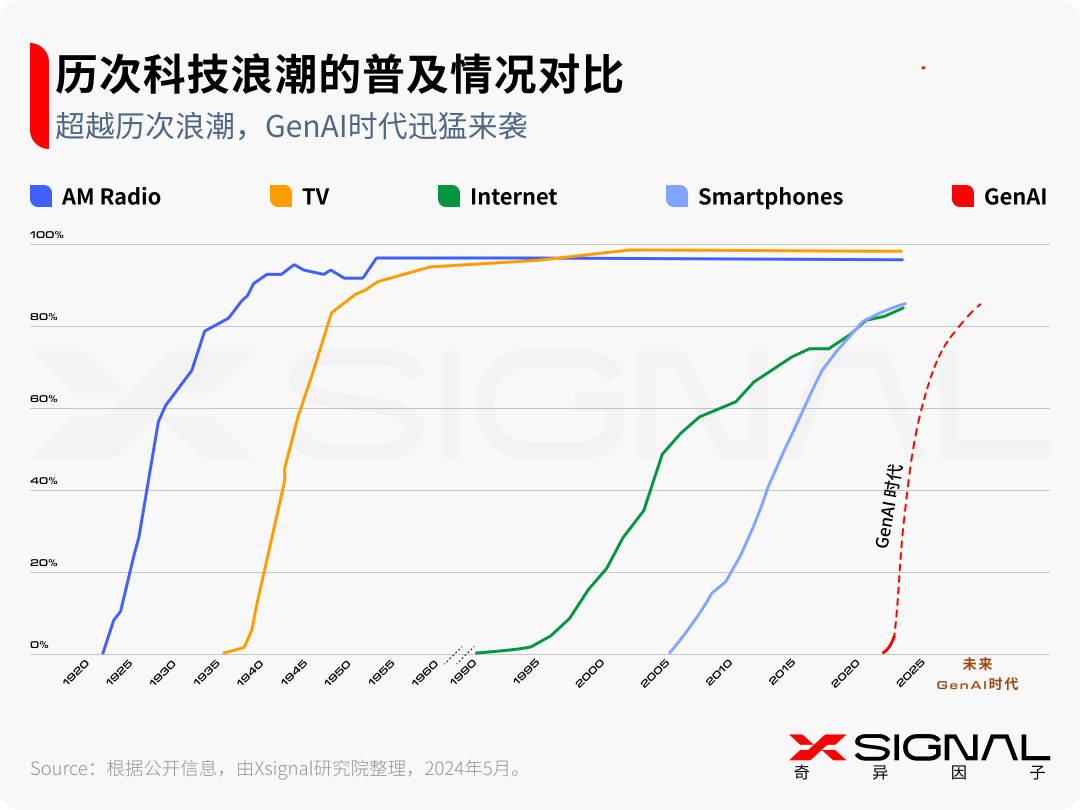 历次科技浪潮的普及情况对比
超越历次浪潮，GenAI时代迅猛来袭
AM Radio TV Internet Smartphones GenAI
100%
80%
XSIGNAL
60%
40%
20%
0%
GenAI 时代
1920 1925 1930 1935 1940 1945 1950 1955 1960 1990 1995 2000 2005 2010 2015 2020 2025 未来
GenAI时代
XSIGNAL
奇异因子
Source：根据公开信息，由Xsignal研究院整理，2024年5月。